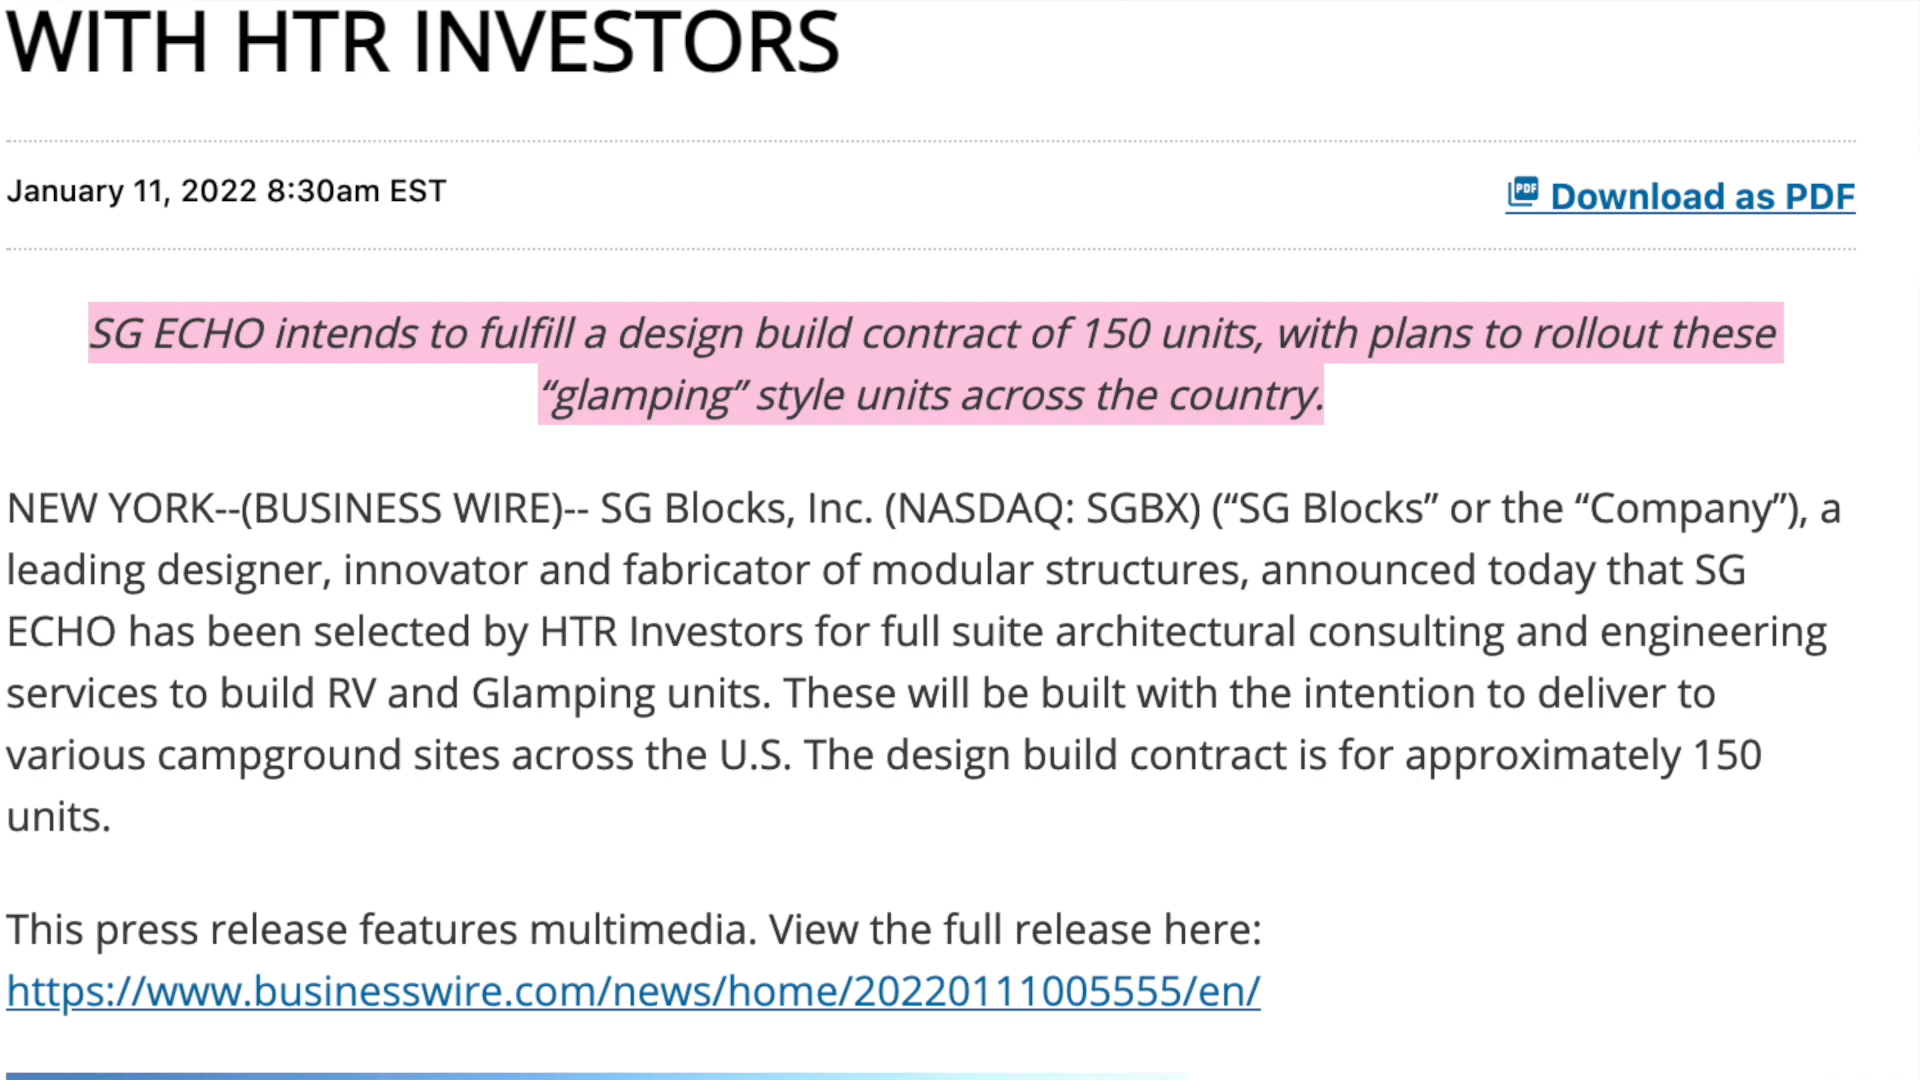 WITH HTR INVESTORS
January 11, 2022 8:30am EST
PDF Download as PDF
SG ECHO intends to fulfill a design build contract of 150 units, with plans to rollout these
“glamping” style units across the country.
NEW YORK--(BUSINESS WIRE)-- SG Blocks, Inc. (NASDAQ: SGBX) (“SG Blocks” or the “Company”), a
leading designer, innovator and fabricator of modular structures, announced today that SG
ECHO has been selected by HTR Investors for full suite architectural consulting and engineering
services to build RV and Glamping units. These will be built with the intention to deliver to
various campground sites across the U.S. The design build contract is for approximately 150
units.
This press release features multimedia. View the full release here:
https://www.businesswire.com/news/home/20220111005555/en/